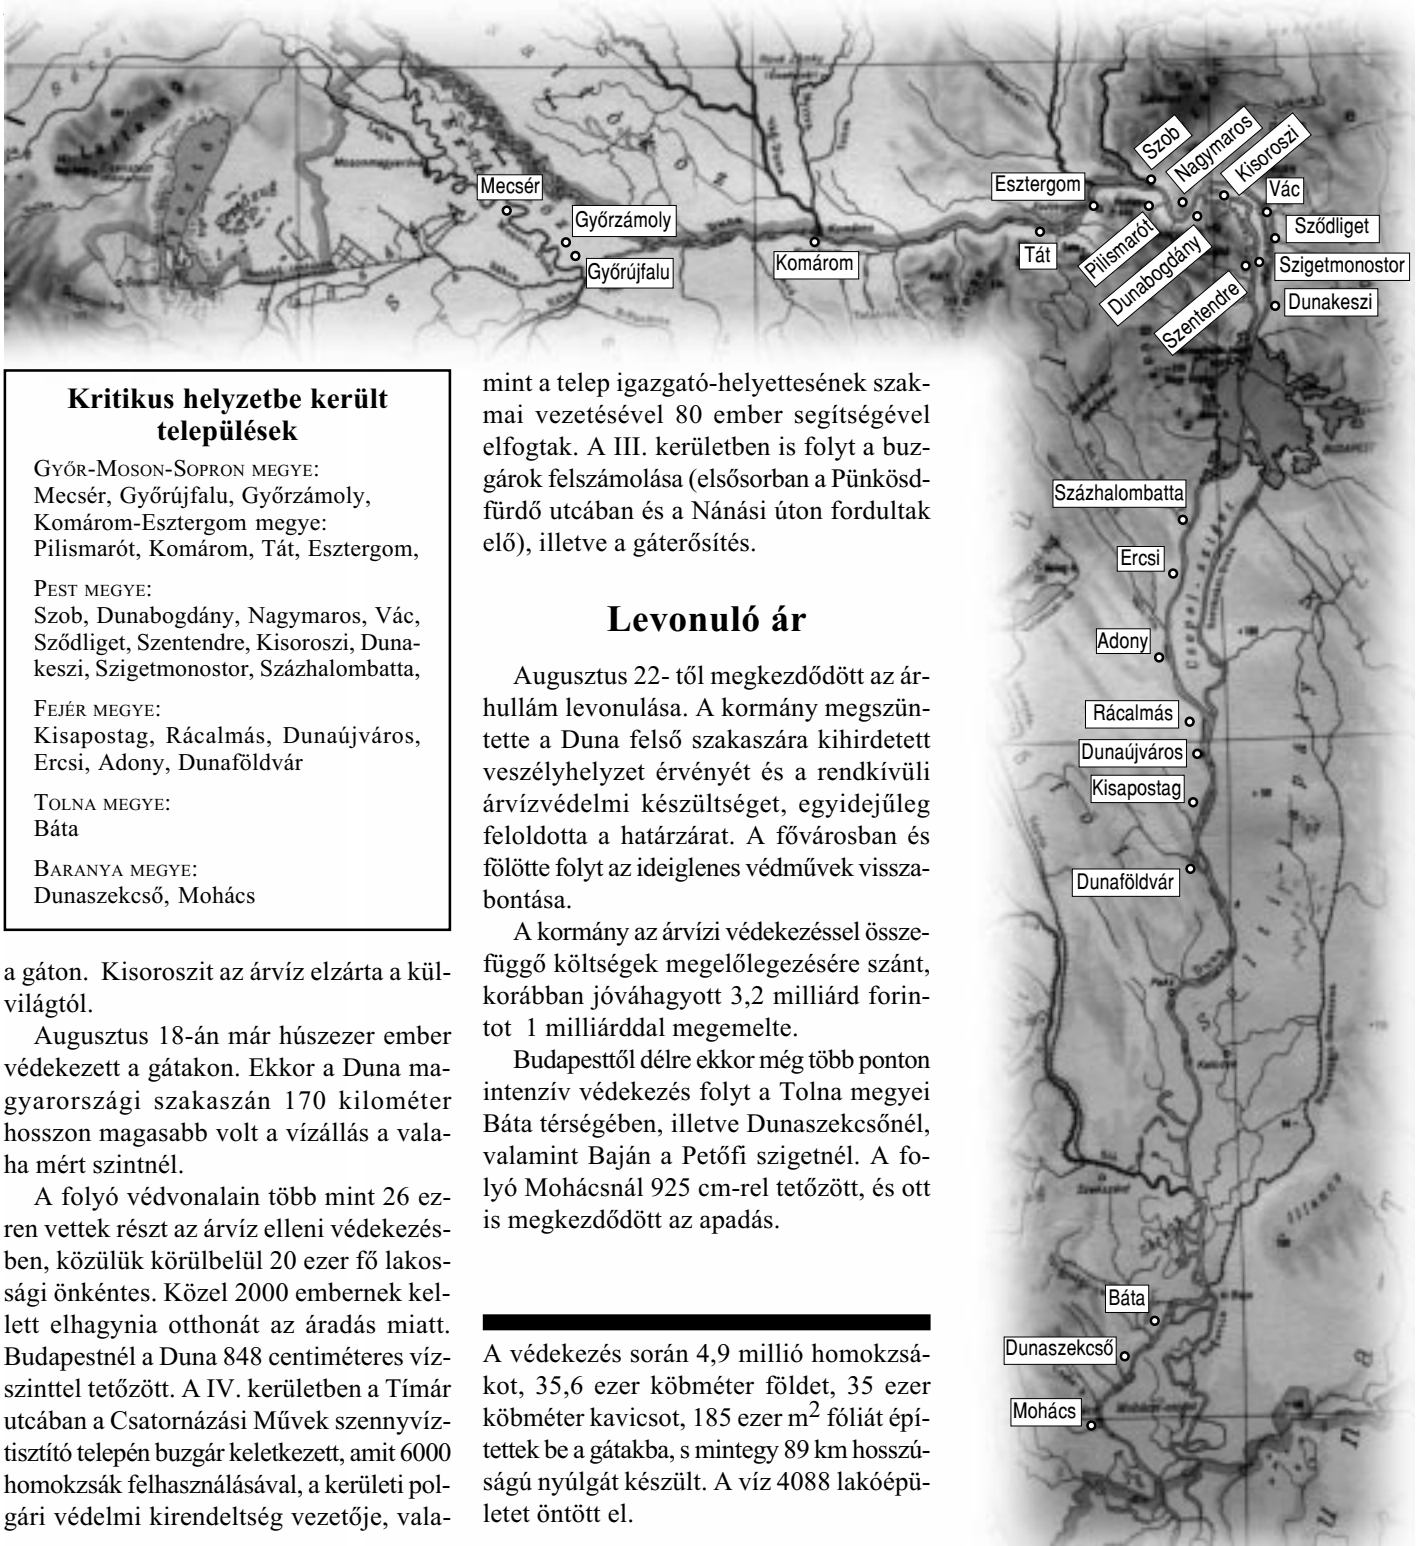 Mecsér
Győrzámoly
Győrújfalu
Komárom
Esztergom
Tát
Szob
Nagymaros
Kisoroszi
Pilismarót
Dunabogdány
Szentendre
Vác
Sződliget
Szigetmonostor
Dunakeszi
Százhalombatta
Ercsi
Adony
Rácalmás
Dunaújváros
Kisapostag
Dunaföldvár
Báta
Dunaszekcső
Mohács
Kritikus helyzetbe került
települések
GYŐR-MOSON-SOPRON MEGYE:
Mecsér, Győrújfalu, Győrzámoly,
Komárom-Esztergom megye:
Pilismarót, Komárom, Tát, Esztergom,
PEST MEGYE:
Szob, Dunabogdány, Nagymaros, Vác,
Sződliget, Szentendre, Kisoroszi, Duna-
keszi, Szigetmonostor, Százhalombatta,
FEJÉR MEGYE:
Kisapostag, Rácalmás, Dunaújváros,
Ercsi, Adony, Dunaföldvár
TOLNA MEGYE:
Báta
BARANYA MEGYE:
Dunaszekcső, Mohács
a gáton. Kisoroszit az árvíz elzárta a kül-
világtól.
Augusztus 18-án már húszezer ember
védekezett a gátakon. Ekkor a Duna ma-
gyarországi szakaszán 170 kilométer
hosszon magasabb volt a vízállás a vala-
ha mért szintnél.
A folyó védvonalain több mint 26 ez-
ren vettek részt az árvíz elleni védekezés-
ben, közülük körülbelül 20 ezer fő lakos-
sági önkéntes. Közel 2000 embernek kel-
lett elhagynia otthonát az áradás miatt.
Budapestnél a Duna 848 centiméteres víz-
szinttel tetőzött. A IV. kerületben a Tímár
utcában a Csatornázási Művek szennyvíz-
tisztító telepén buzgár keletkezett, amit 6000
homokzsák felhasználásával, a kerületi pol-
gári védelmi kirendeltség vezetője, vala-
mint a telep igazgató-helyettesének szak-
mai vezetésével 80 ember segítségével
elfogtak. A III. kerületben is folyt a buz-
gárok felszámolása (elsősorban a Pünkösd-
fürdő utcában és a Nánási úton fordultak
elő), illetve a gáterősítés.
Levonuló ár
Augusztus 22- től megkezdődött az ár-
hullám levonulása. A kormány megszün-
tette a Duna felső szakaszára kihirdetett
veszélyhelyzet érvényét és a rendkívüli
árvízvédelmi készültséget, egyidejűleg
feloldotta a határzárat. A fővárosban és
fölötte folyt az ideiglenes védművek vissza-
bontása.
A kormány az árvízi védekezéssel össze-
függő költségek megelőlegezésére szánt,
korábban jóváhagyott 3,2 milliárd forin-
tot 1 milliárddal megemelte.
Budapesttől délre ekkor még több ponton
intenzív védekezés folyt a Tolna megyei
Báta térségében, illetve Dunaszekcsőnél,
valamint Baján a Petőfi szigetnél. A fo-
lyó Mohácsnál 925 cm-rel tetőzött, és ott
is megkezdődött az apadás.
A védekezés során 4,9 millió homokzsá-
kot, 35,6 ezer köbméter földet, 35 ezer
köbméter kavicsot, 185 ezer m² fóliát épí-
tettek be a gátakba, s mintegy 89 km hosszú-
ságú nyúlgát készült. A víz 4088 lakóépü-
letet öntött el.